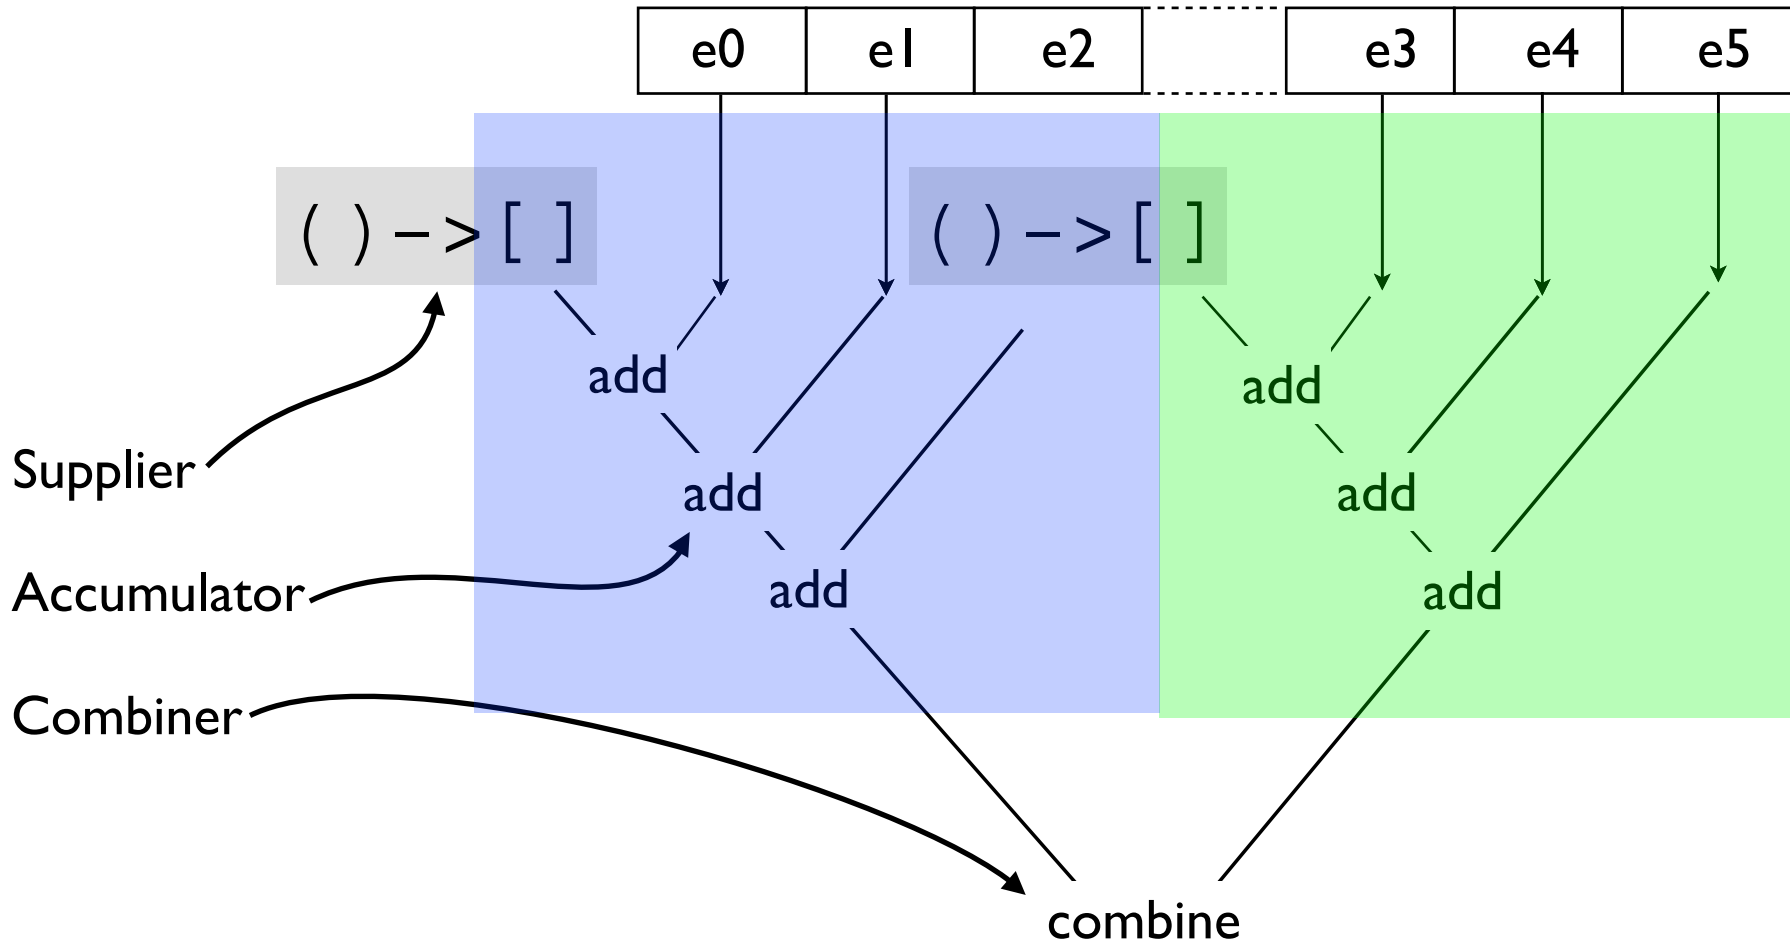 e0 e1 e2 e3 e4 e5
( ) -> [ ] ( ) -> [ ]
add add
Supplier
add add
Accumulator
add add
Combiner
combine